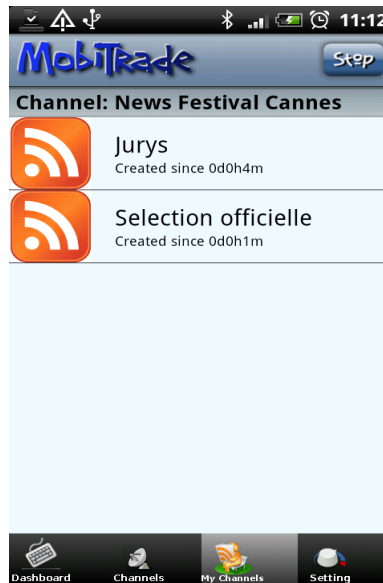 11:12
MobiTrade
Stop
Channel: News Festival Cannes
Jurys
Created since 0d0h4m
Selection officielle
Created since 0d0h1m
Dashboard
Channels
My Channels
Setting